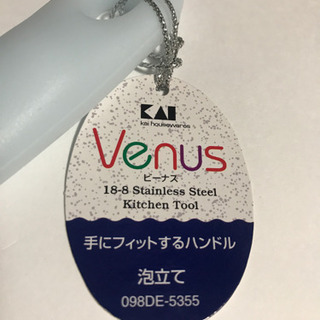 KAI
kai housewares
Venus
ビーナス
18-8 Stainless Steel
Kitchen Tool
手にフィットするハンドル
泡立て
098DE-5355